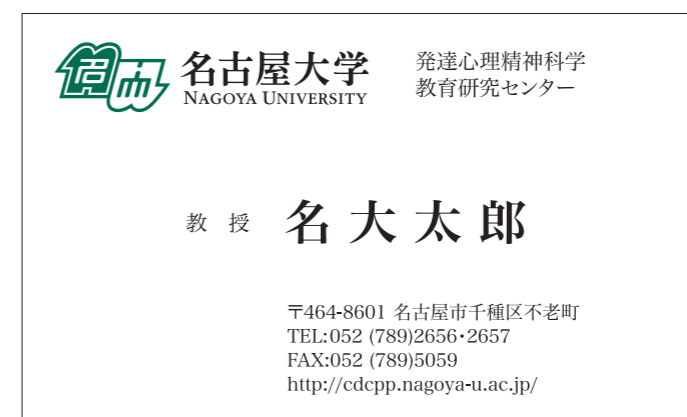 名大
名古屋大学
NAGOYA UNIVERSITY
発達心理精神科学
教育研究センター
教 授 名 大 太 郎
〒464-8601 名古屋市千種区不老町
TEL:052 (789)2656・2657
FAX:052 (789)5059
http://cdcpp.nagoya-u.ac.jp/